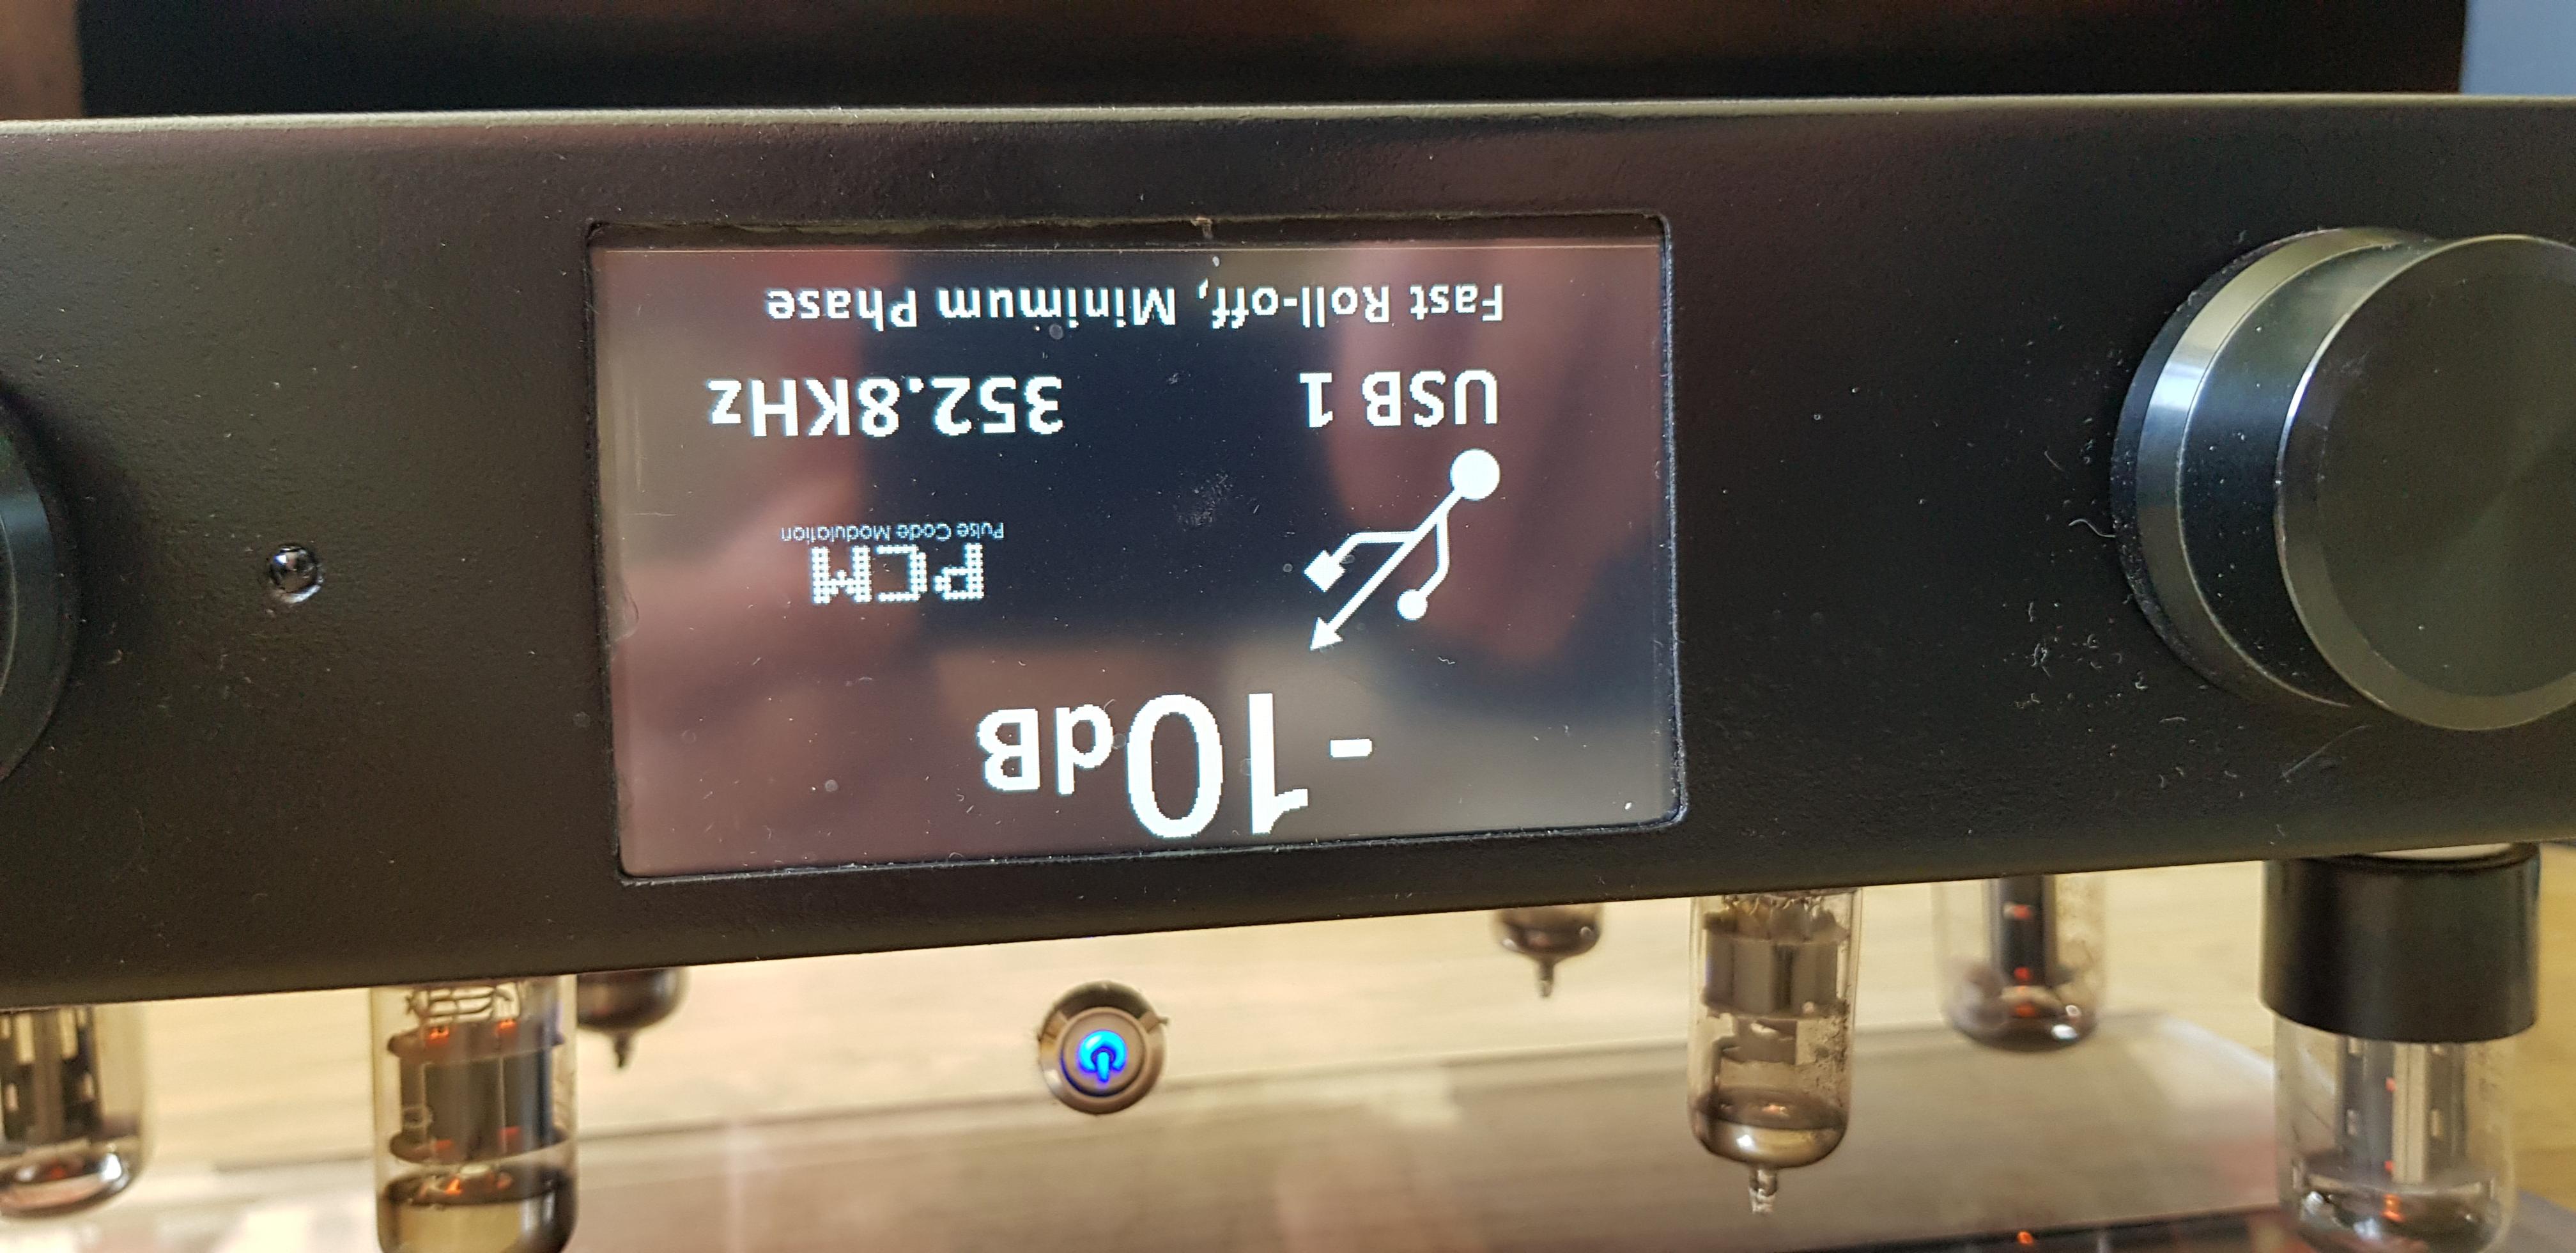 -10dB
PCM
Pulse Code Modulation
USB 1 352.8KHz
Fast Roll-off, Minimum Phase